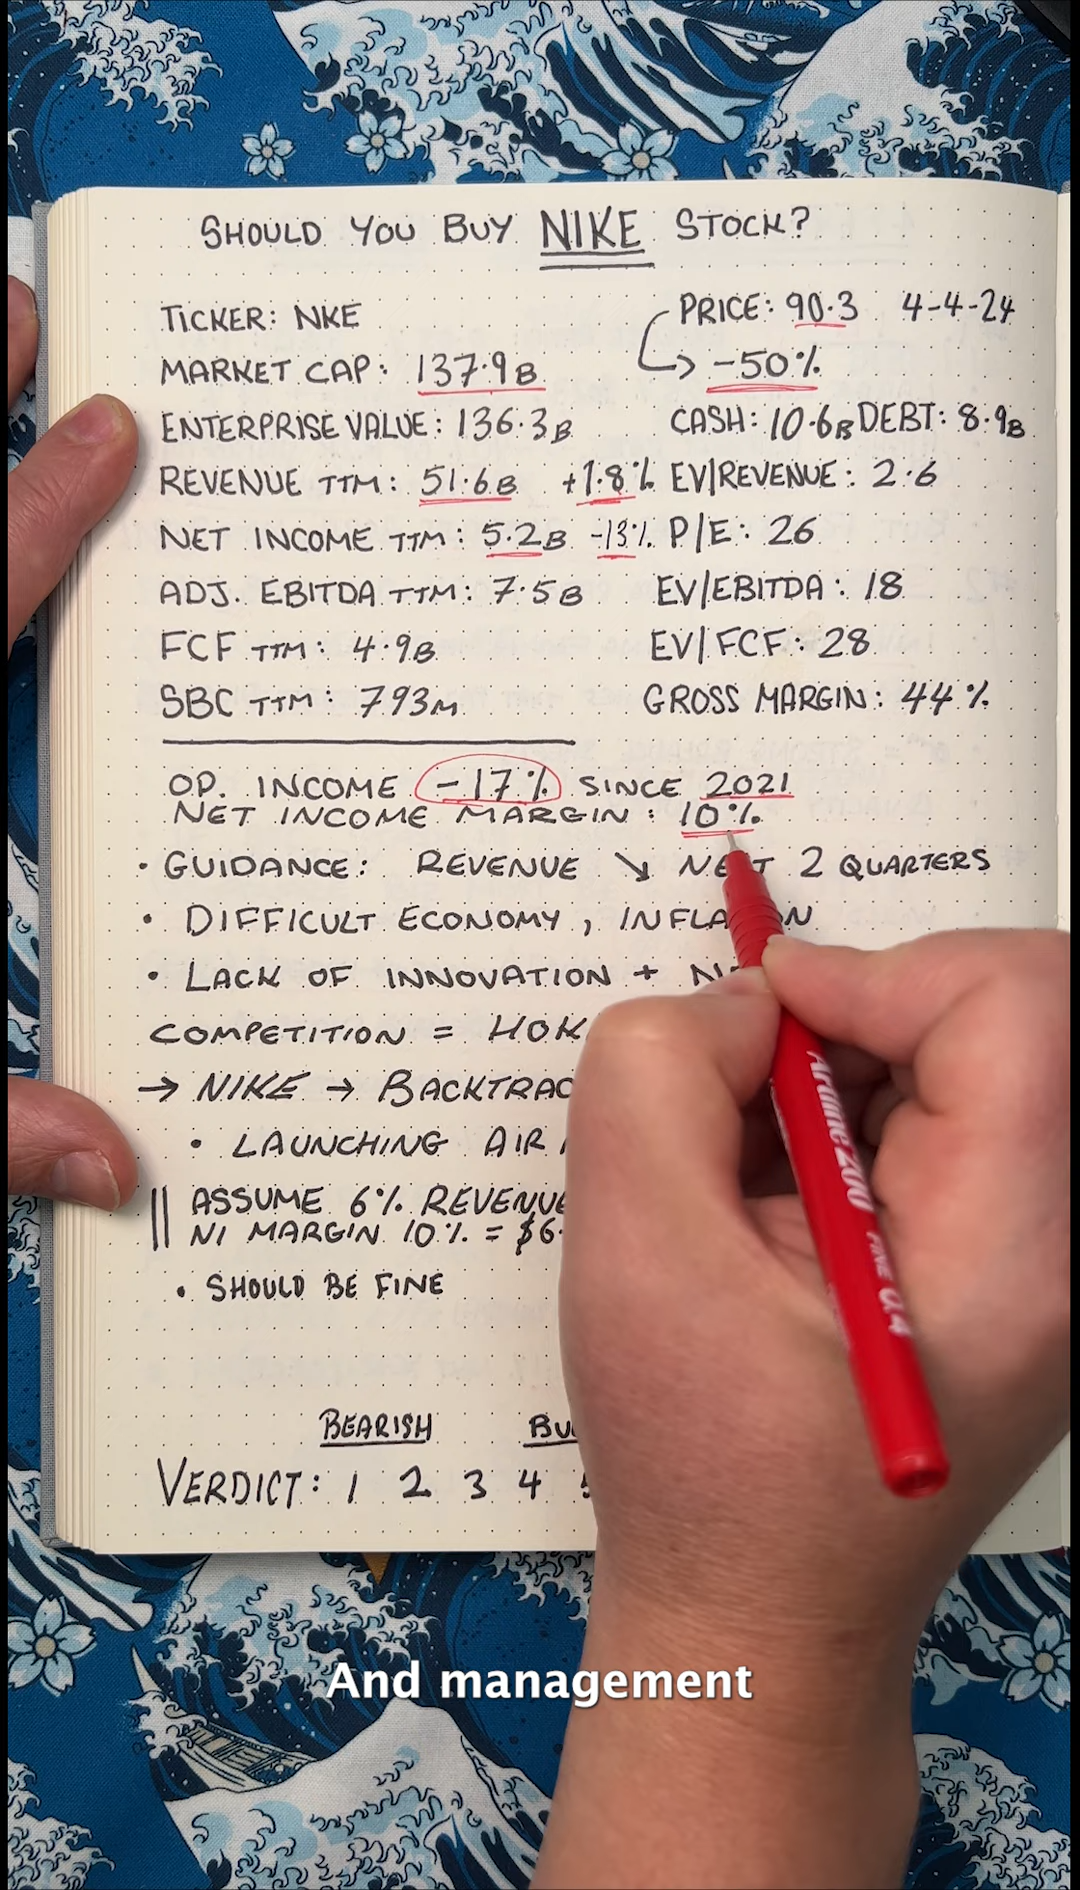 SHOULD YOU BUY NIKE STOCK?
TICKER: NKE
PRICE: 90.3 4-4-24
MARKET CAP: 137.9B
→ -50%
ENTERPRISE VALUE: 136.3B
CASH: 10.6B DEBT: 8.9B
REVENUE TTM: 51.6B +1.8%
EV/REVENUE: 2.6
NET INCOME TTM: 5.2B -13%
P/E: 26
ADJ. EBITDA TTM: 7.5B
EV/EBITDA: 18
FCF TTM: 4.9B
EV/FCF: 28
SBC TTM: 793M
GROSS MARGIN: 44%
OP. INCOME -17% SINCE 2021
NET INCOME MARGIN: 10%
• GUIDANCE: REVENUE ↘ 2 QUARTERS
• DIFFICULT ECONOMY,
• LACK OF INNOVATION +
COMPETITION =
→ NIKE →
• LAUNCHING AIR
ASSUME 6% REVENUE
NI MARGIN 10% =
• SHOULD BE FINE
BEARISH
VERDICT: 1 2 3 4
And management
Artline 200 FINE 0.4